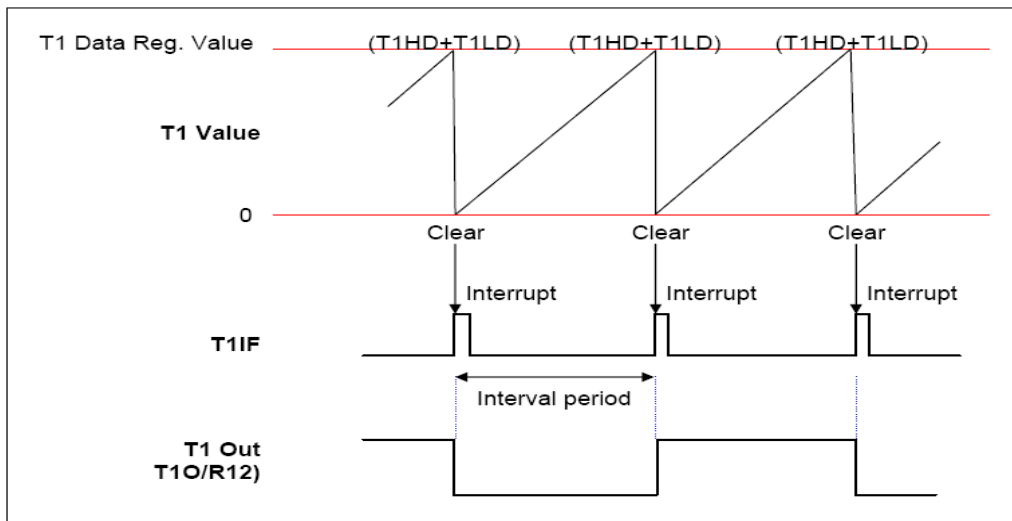 T1 Data Reg. Value (T1HD+T1LD) (T1HD+T1LD) (T1HD+T1LD)
T1 Value
0
Clear Clear Clear
Interrupt Interrupt Interrupt
T1IF
Interval period
T1 Out
T1O/R12)